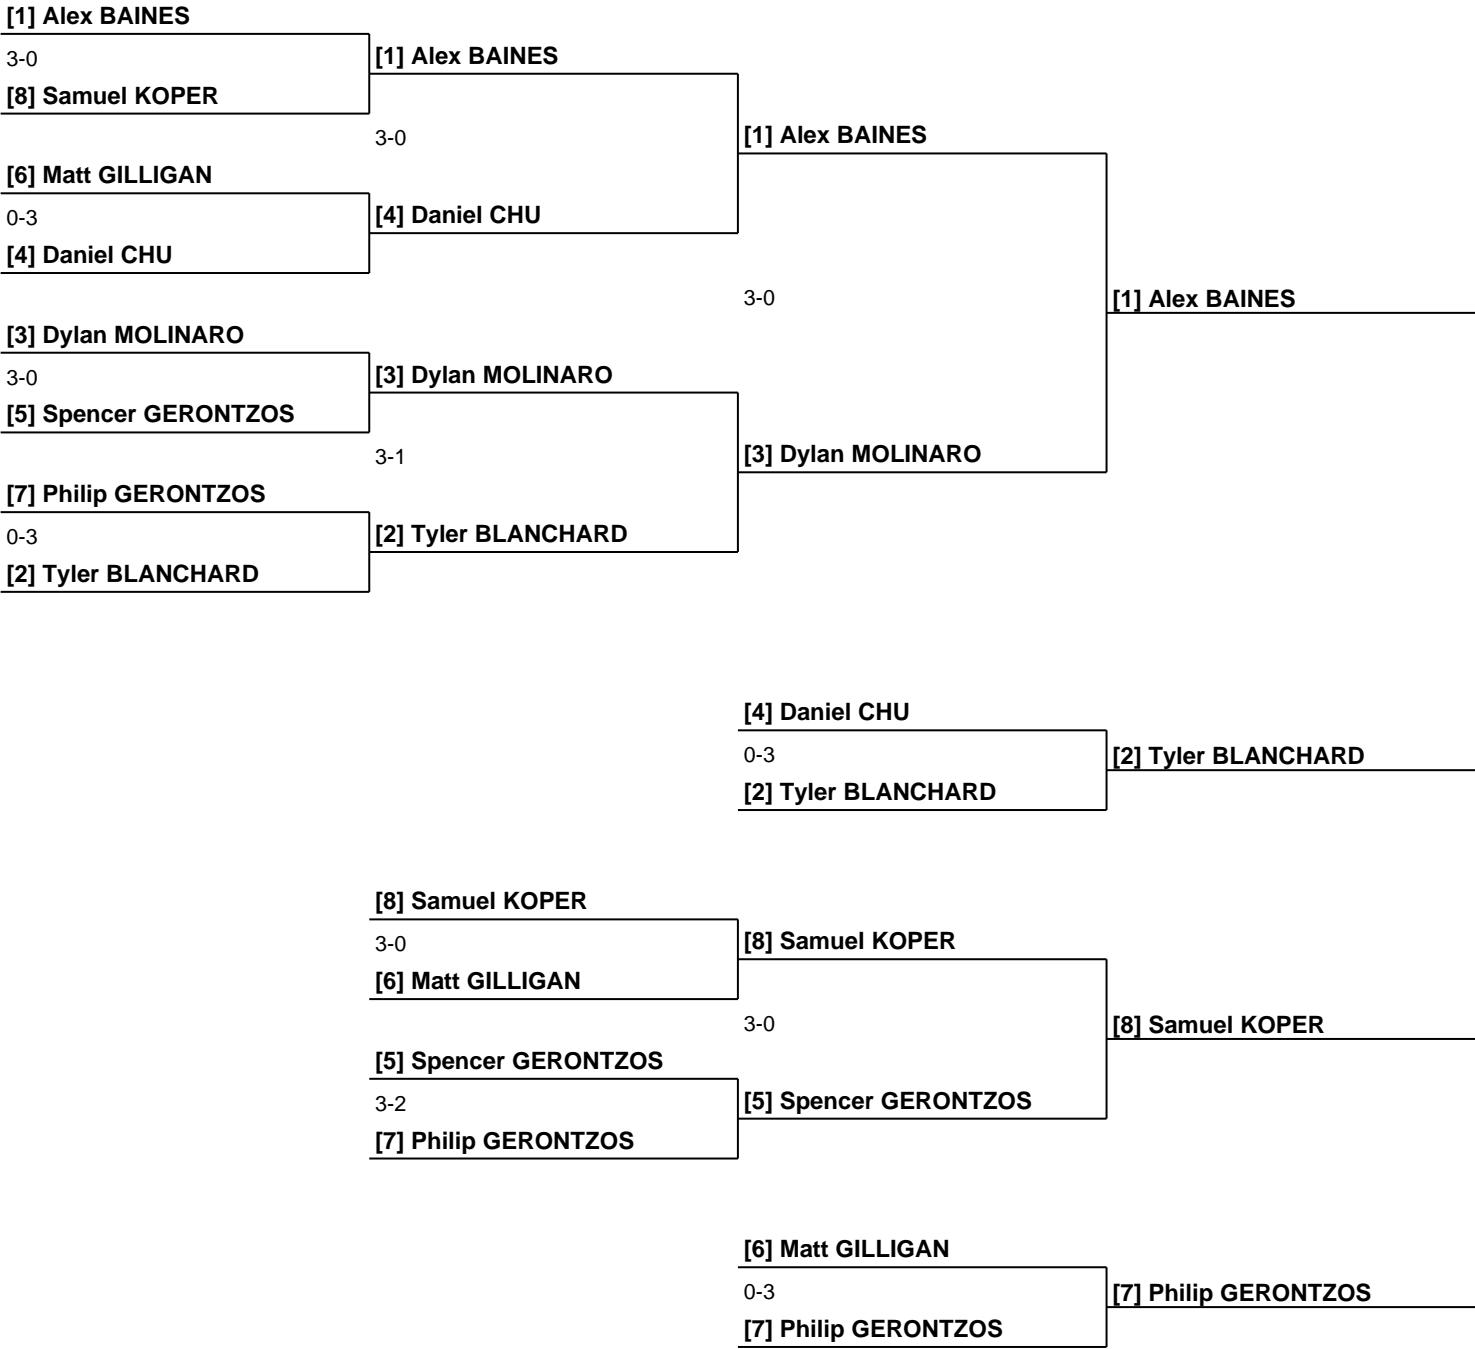 [1] Alex BAINES
3-0
[1] Alex BAINES
[8] Samuel KOPER
3-0
[1] Alex BAINES
[6] Matt GILLIGAN
0-3
[4] Daniel CHU
[4] Daniel CHU
3-0
[1] Alex BAINES
[3] Dylan MOLINARO
3-0
[3] Dylan MOLINARO
[5] Spencer GERONTZOS
3-1
[3] Dylan MOLINARO
[7] Philip GERONTZOS
0-3
[2] Tyler BLANCHARD
[2] Tyler BLANCHARD
[4] Daniel CHU
0-3
[2] Tyler BLANCHARD
[2] Tyler BLANCHARD
[8] Samuel KOPER
3-0
[8] Samuel KOPER
[6] Matt GILLIGAN
3-0
[8] Samuel KOPER
[5] Spencer GERONTZOS
3-2
[5] Spencer GERONTZOS
[7] Philip GERONTZOS
[6] Matt GILLIGAN
0-3
[7] Philip GERONTZOS
[7] Philip GERONTZOS